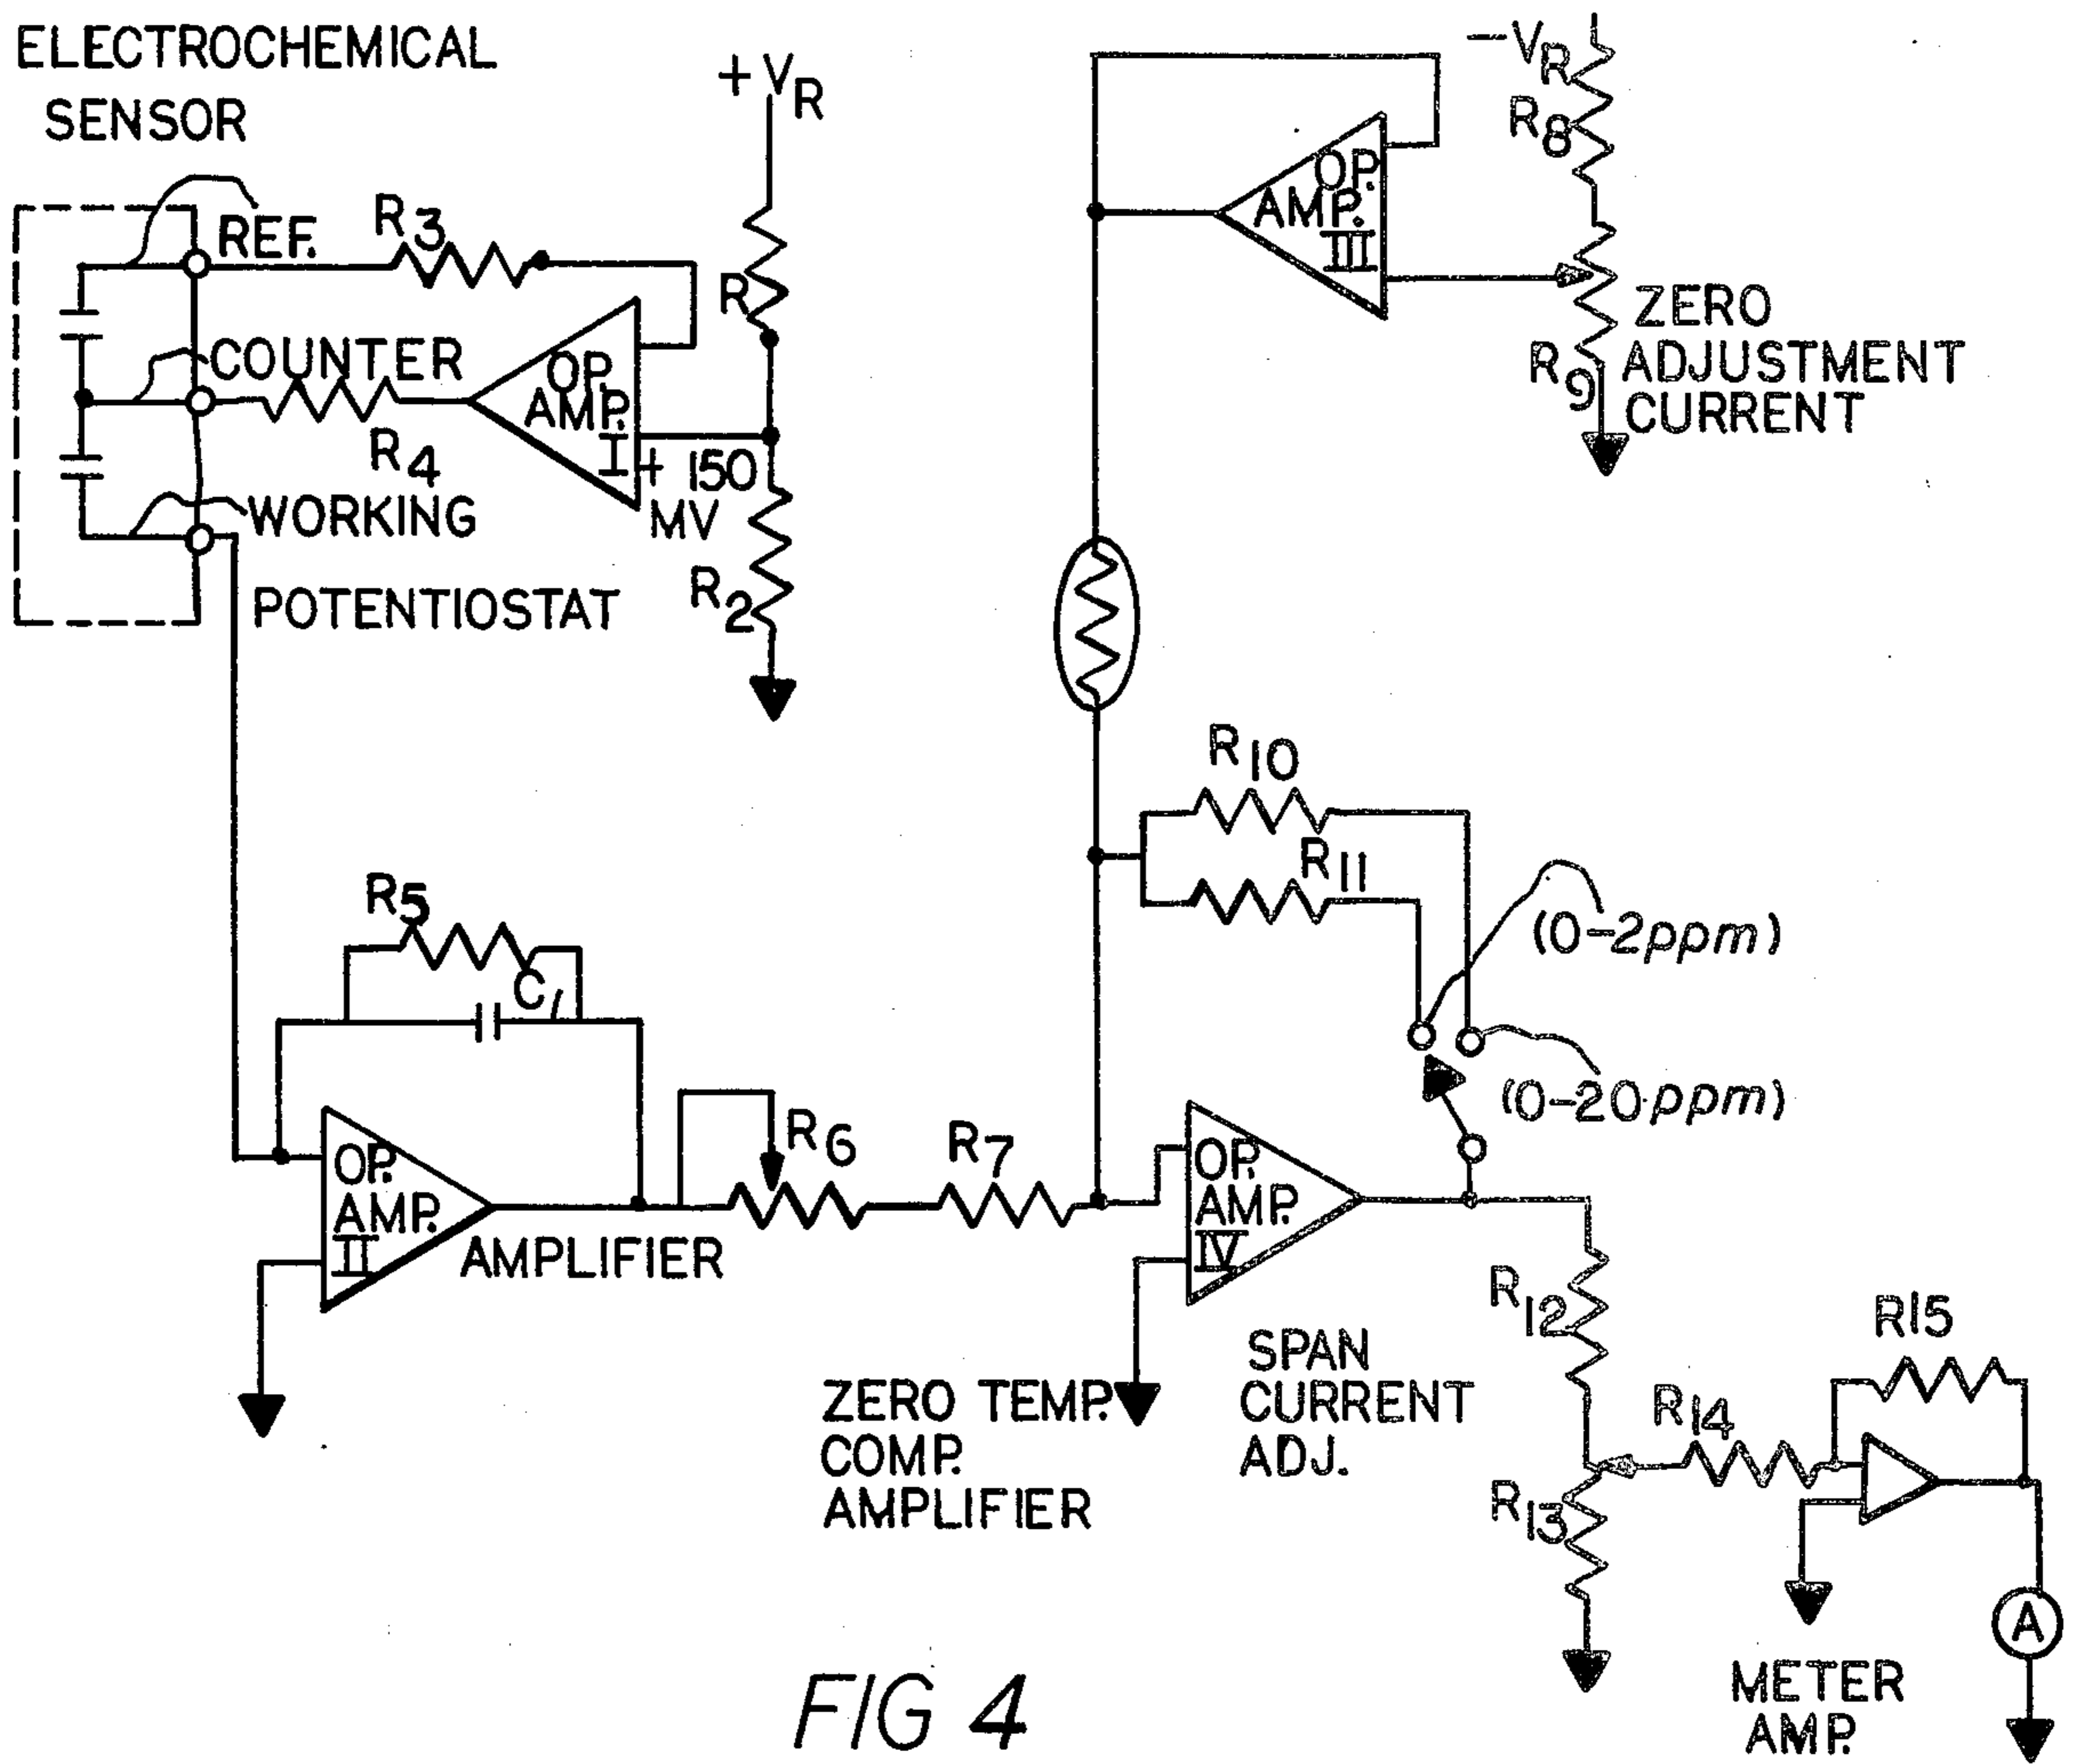 ELECTROCHEMICAL
SENSOR
+ VR
-VR
R8
REF.
R3
R
COUNTER
OP.
AMP.
I
+ 150
MV
R4
WORKING
R2
POTENTIOSTAT
OP.
AMP.
III
ZERO
ADJUSTMENT
CURRENT
R9
R10
R11
(0-2ppm)
(0-20 ppm)
R5
C1
R6
R7
OP.
AMP.
II
AMPLIFIER
OP.
AMP.
IV
ZERO TEMP.
COMP.
AMPLIFIER
SPAN
CURRENT
ADJ.
R12
R13
R14
R15
A
METER
AMP.
FIG 4